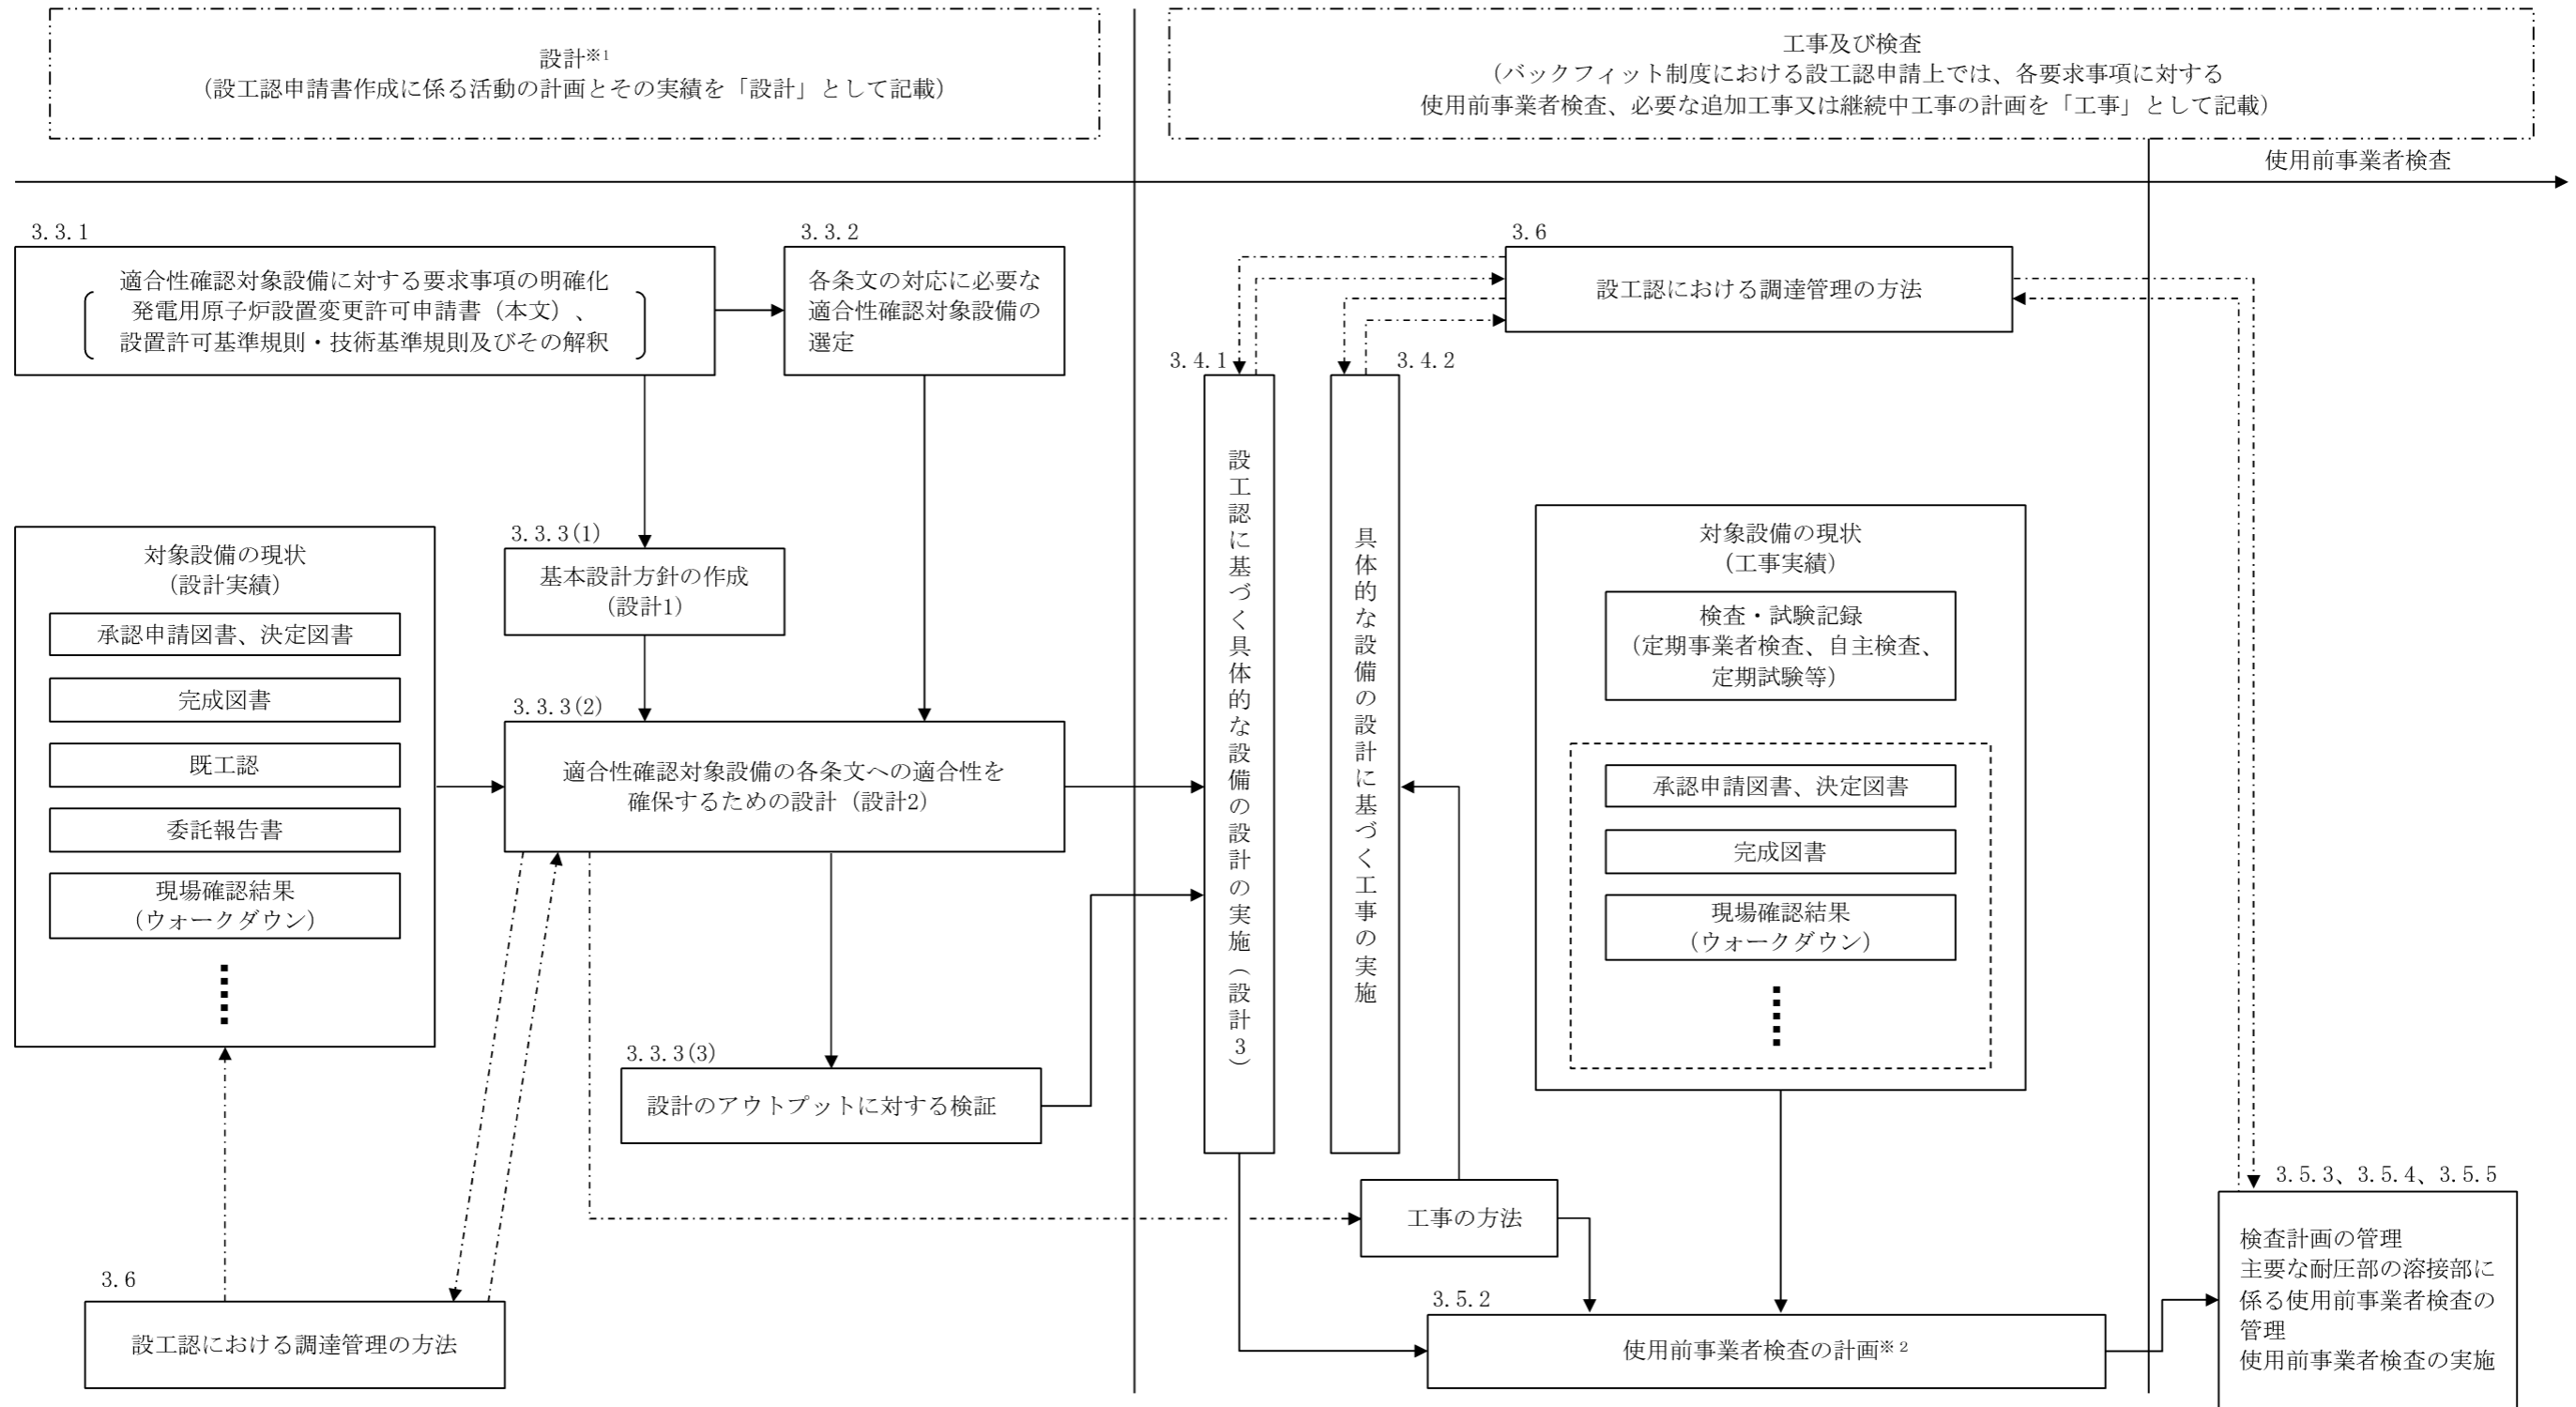 設計※1
（設工認申請書作成に係る活動の計画とその実績を「設計」として記載）
工事及び検査
（バックフィット制度における設工認申請上では、各要求事項に対する
使用前事業者検査、必要な追加工事又は継続中工事の計画を「工事」として記載）
使用前事業者検査
3.3.1
適合性確認対象設備に対する要求事項の明確化
発電用原子炉設置変更許可申請書（本文）、
設置許可基準規則・技術基準規則及びその解釈
3.3.2
各条文の対応に必要な
適合性確認対象設備の
選定
対象設備の現状
（設計実績）
承認申請図書、決定図書
完成図書
既工認
委託報告書
現場確認結果
（ウォークダウン）
3.3.3(1)
基本設計方針の作成
（設計1）
3.3.3(2)
適合性確認対象設備の各条文への適合性を
確保するための設計（設計2）
3.3.3(3)
設計のアウトプットに対する検証
3.6
設工認における調達管理の方法
3.6
設工認における調達管理の方法
3.4.1
設工認に基づく具体的な設備の設計の実施（設計3）
3.4.2
具体的な設備の設計に基づく工事の実施
対象設備の現状
（工事実績）
検査・試験記録
（定期事業者検査、自主検査、
定期試験等）
承認申請図書、決定図書
完成図書
現場確認結果
（ウォークダウン）
工事の方法
3.5.2
使用前事業者検査の計画※2
3.5.3、3.5.4、3.5.5
検査計画の管理
主要な耐圧部の溶接部に
係る使用前事業者検査の
管理
使用前事業者検査の実施